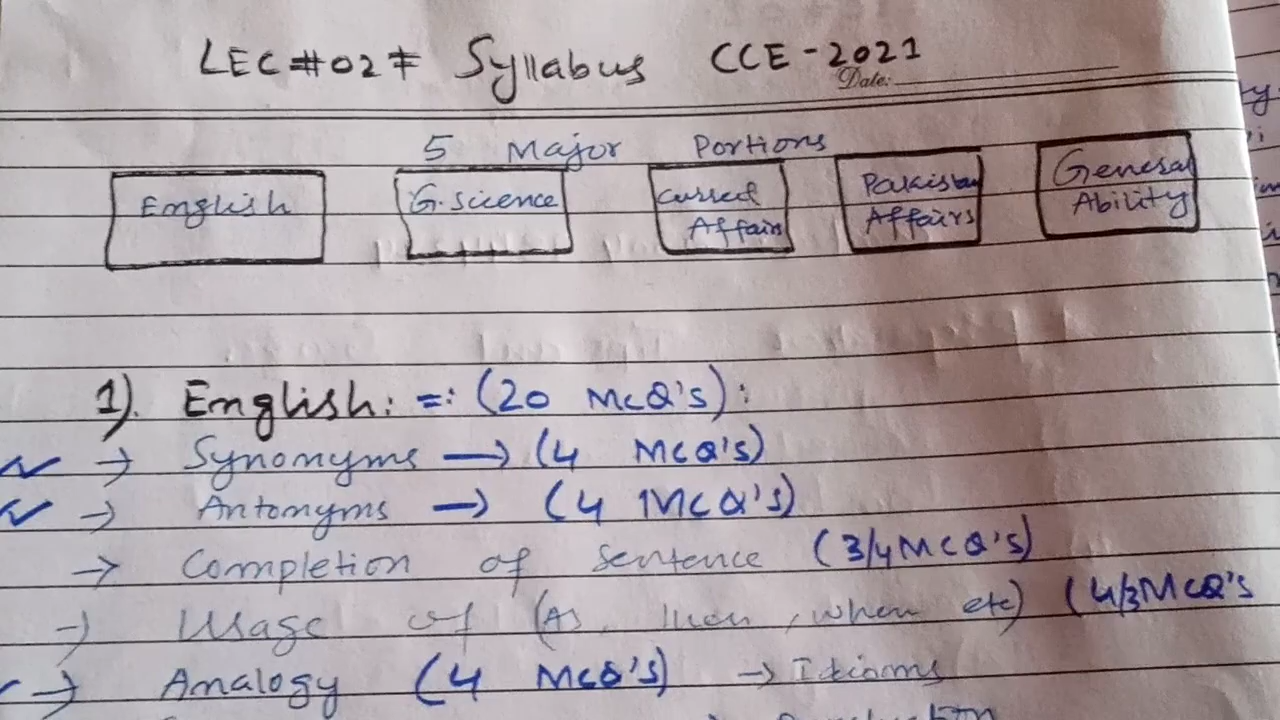 LEC#02 Syllabus CCE-2021
Date:
5 Major Portions
English
G.sicence
Current Affairs
Pakistan Affairs
General Ability
1). English: =: (20 McQ's):
→ Synonyms → (4 McQ's)
→ Antonyms → (4 McQ's)
→ Completion of sentence (3/4 McQ's)
→ Usage of (As, then, when etc) (4/3 McQ's
→ Analogy (4 McQ's) → Idioms